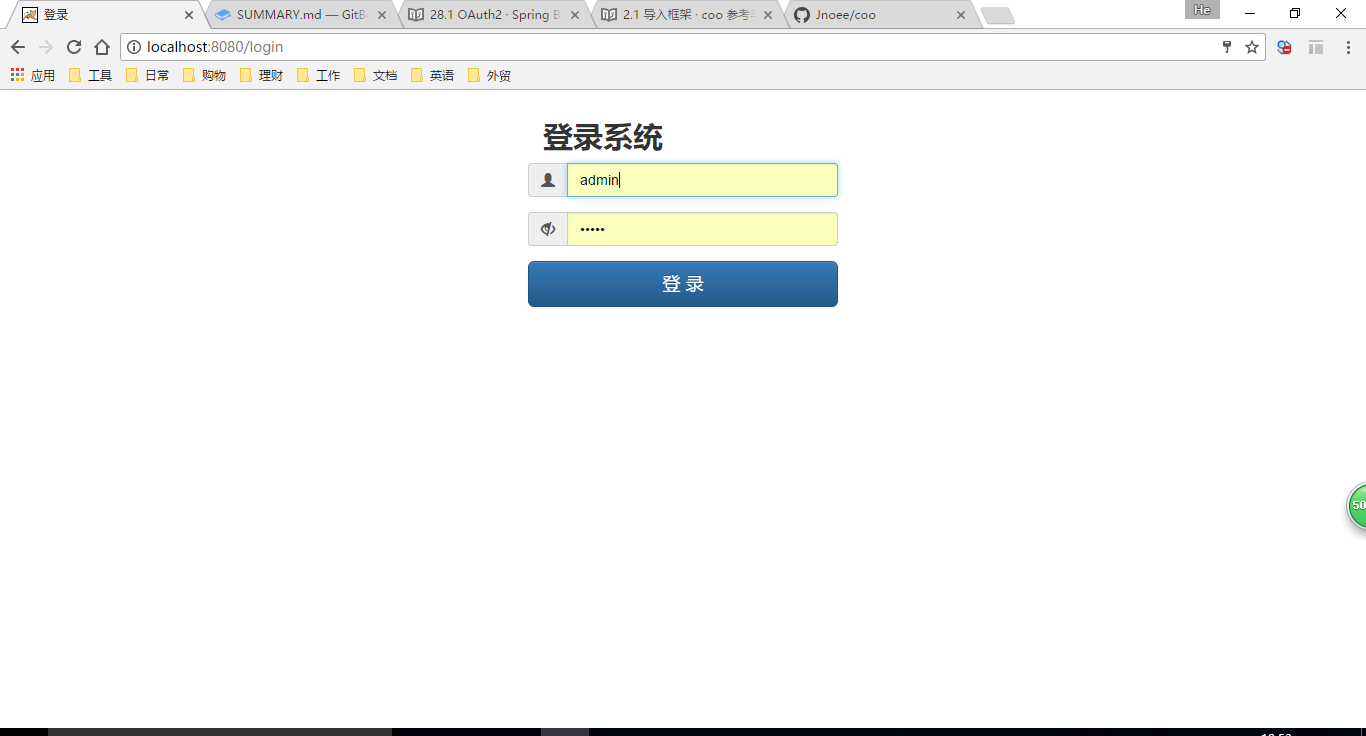 登录
SUMMARY.md — GitB
28.1 OAuth2 · Spring B
2.1 导入框架 · coo 参考
Jnoee/coo
He
localhost:8080/login
应用 工具 日常 购物 理财 工作 文档 英语 外贸
登录系统
admin
•••••
登 录
50